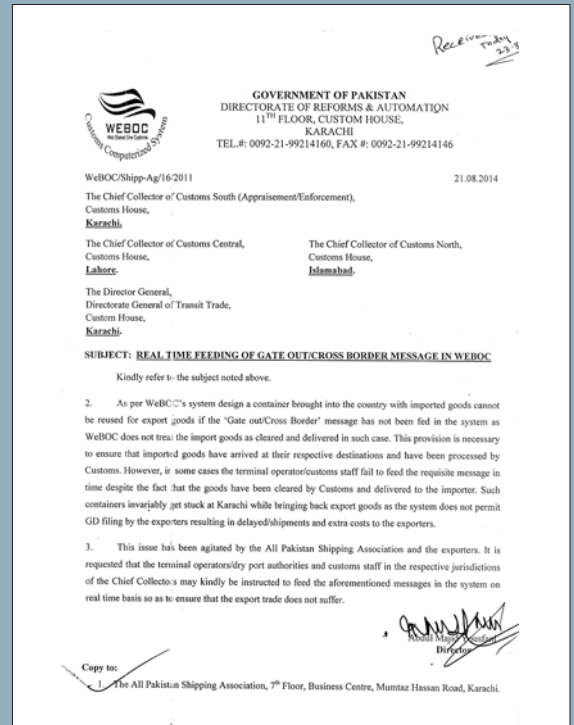 Received Today
23-8
GOVERNMENT OF PAKISTAN
DIRECTORATE OF REFORMS & AUTOMATION
11TH FLOOR, CUSTOM HOUSE,
KARACHI
TEL.#: 0092-21-99214160, FAX #: 0092-21-99214146
WEBOC
Web Based One Customs
Customs Computerized System
WeBOC/Shipp-Ag/16/2011 21.08.2014
The Chief Collector of Customs South (Appraisement/Enforcement),
Customs House,
Karachi.
The Chief Collector of Customs Central,
Customs House,
Lahore.
The Chief Collector of Customs North,
Customs House,
Islamabad.
The Director General,
Directorate General of Transit Trade,
Custom House,
Karachi.
SUBJECT: REAL TIME FEEDING OF GATE OUT/CROSS BORDER MESSAGE IN WEBOC
Kindly refer to the subject noted above.
2. As per WeBOC's system design a container brought into the country with imported goods cannot
be reused for export goods if the "Gate out/Cross Border" message has not been fed in the system as
WeBOC does not treat the import goods as cleared and delivered in such case. This provision is necessary
to ensure that imported goods have arrived at their respective destinations and have been processed by
Customs. However, in some cases the terminal operator/customs staff fail to feed the requisite message in
time despite the fact that the goods have been cleared by Customs and delivered to the importer. Such
containers invariably get stuck at Karachi while bringing back export goods as the system does not permit
GD filing by the exporters resulting in delayed/shipments and extra costs to the exporters.
3. This issue has been agitated by the All Pakistan Shipping Association and the exporters. It is
requested that the terminal operators/dry port authorities and customs staff in the respective jurisdictions
of the Chief Collectors may kindly be instructed to feed the aforementioned messages in the system on
real time basis so as to ensure that the export trade does not suffer.
Abdul Majid Yousfani
Director
Copy to:
1. The All Pakistan Shipping Association, 7th Floor, Business Centre, Mumtaz Hassan Road, Karachi.